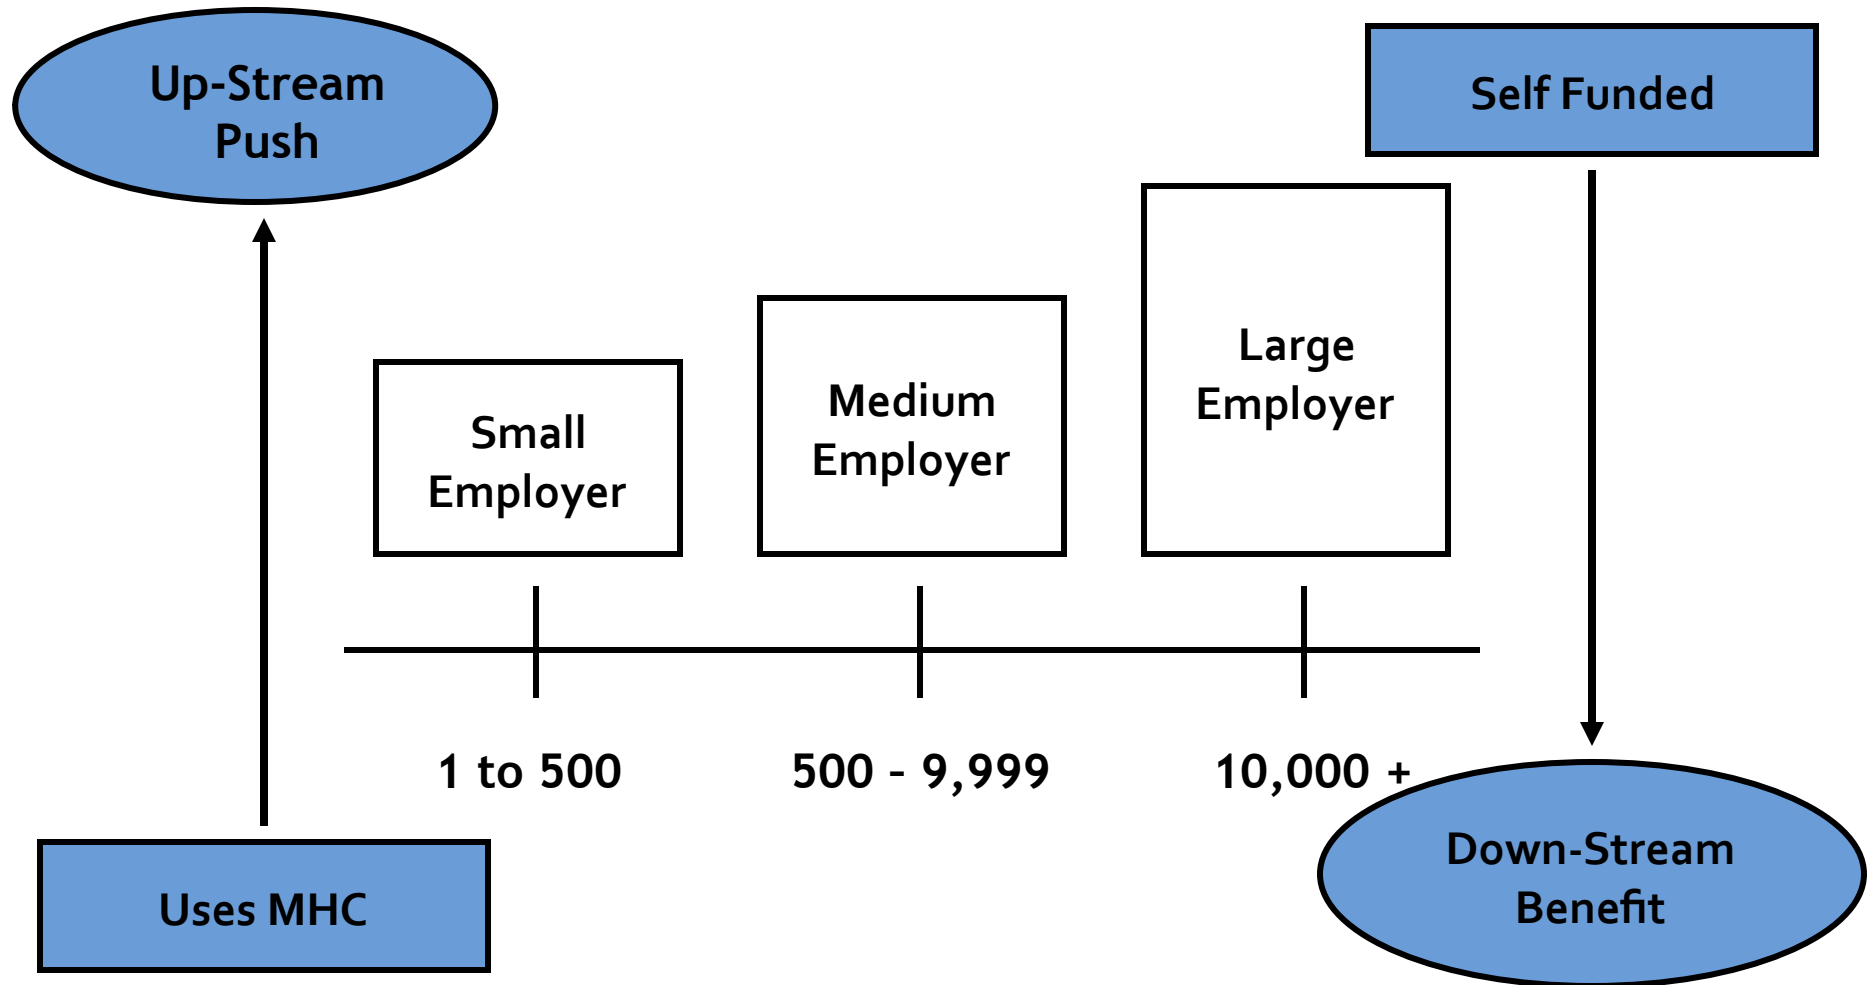 Up-Stream
Push
Self Funded
Small
Employer
Medium
Employer
Large
Employer
1 to 500
500 - 9,999
10,000 +
Uses MHC
Down-Stream
Benefit